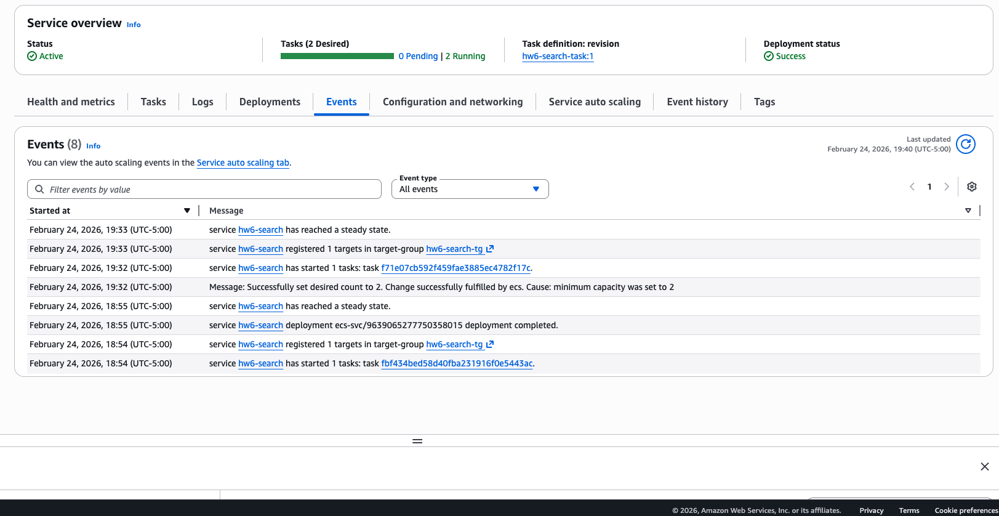 Service overview Info
Status
Active
Tasks (2 Desired)
0 Pending | 2 Running
Task definition: revision
hw6-search-task:1
Deployment status
Success
Health and metrics Tasks Logs Deployments Events Configuration and networking Service auto scaling Event history Tags
Events (8) Info
Last updated
February 24, 2026, 19:40 (UTC-5:00)
You can view the auto scaling events in the Service auto scaling tab.
Filter events by value
Event type
All events
1
Started at Message
February 24, 2026, 19:33 (UTC-5:00) service hw6-search has reached a steady state.
February 24, 2026, 19:33 (UTC-5:00) service hw6-search registered 1 targets in target-group hw6-search-tg
February 24, 2026, 19:32 (UTC-5:00) service hw6-search has started 1 tasks: task f71e07cb592f459fae3885ec4782f17c.
February 24, 2026, 19:32 (UTC-5:00) Message: Successfully set desired count to 2. Change successfully fulfilled by ecs. Cause: minimum capacity was set to 2
February 24, 2026, 18:55 (UTC-5:00) service hw6-search has reached a steady state.
February 24, 2026, 18:55 (UTC-5:00) service hw6-search deployment ecs-svc/9639065277750358015 deployment completed.
February 24, 2026, 18:54 (UTC-5:00) service hw6-search registered 1 targets in target-group hw6-search-tg
February 24, 2026, 18:54 (UTC-5:00) service hw6-search has started 1 tasks: task fbf434bed58d40fba231916f0e5443ac.
© 2026, Amazon Web Services, Inc. or its affiliates. Privacy Terms Cookie preferences